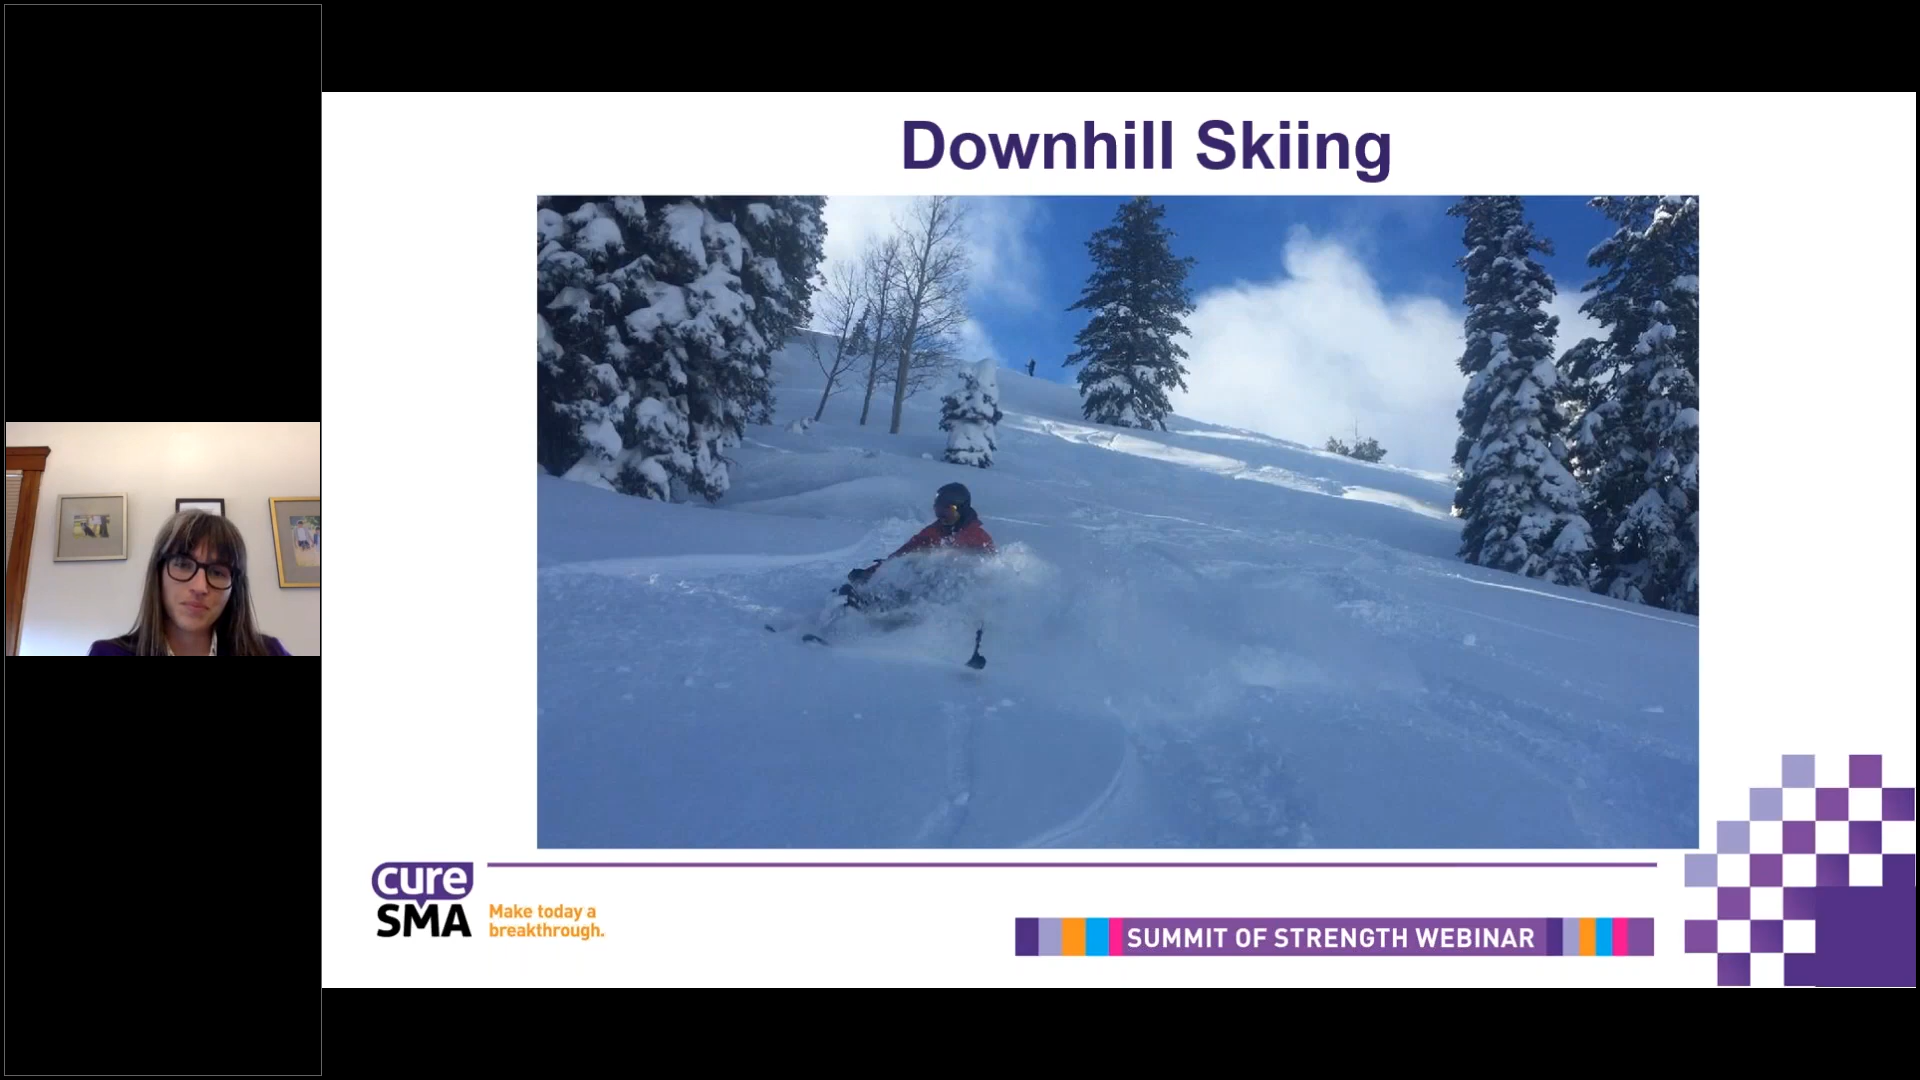 Downhill Skiing
cure
SMA
Make today a
breakthrough.
SUMMIT OF STRENGTH WEBINAR